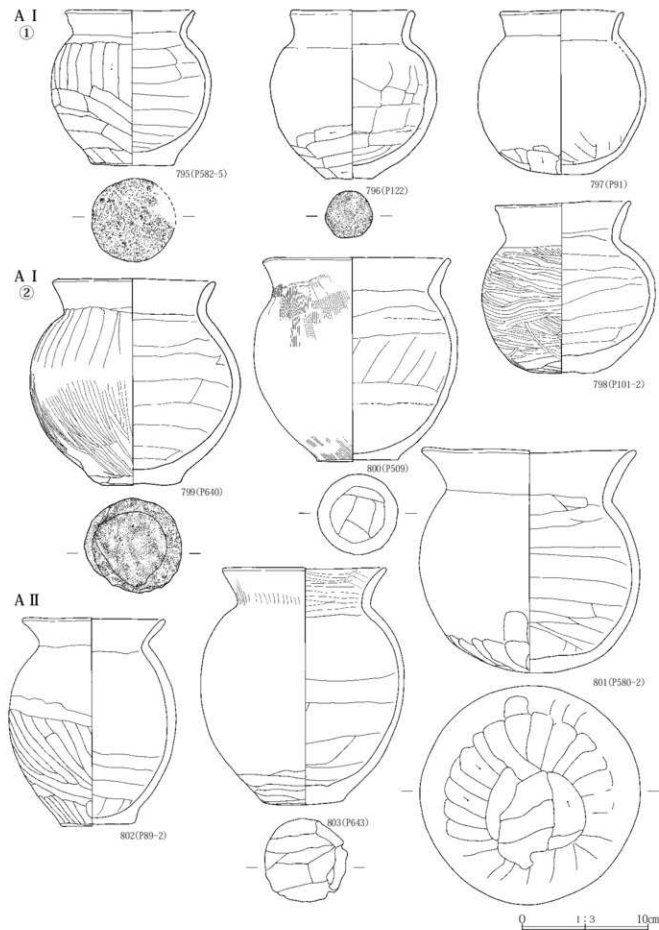 A I
①
795(P582-5)
796(P122)
797(P91)
798(P101-2)
A I
②
799(P640)
800(P509)
801(P580-2)
A II
802(P89-2)
803(P643)
0 1:3 10cm